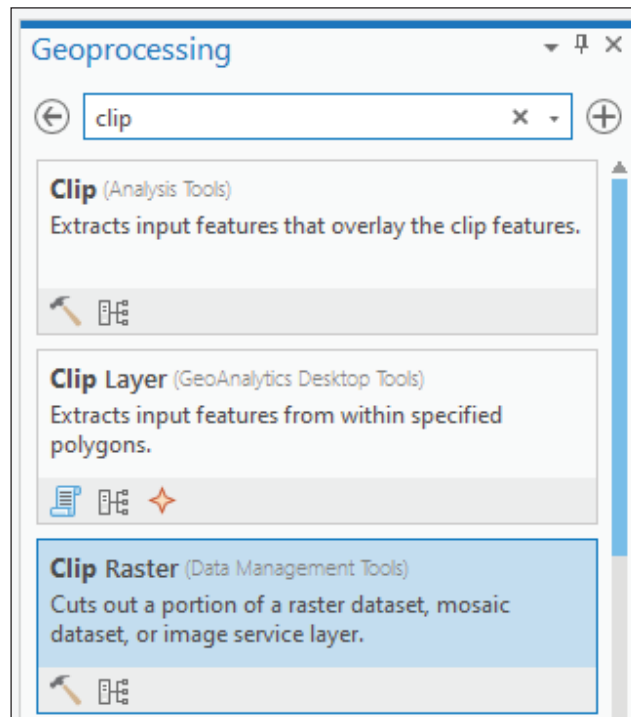 Geoprocessing
clip
Clip (Analysis Tools)
Extracts input features that overlay the clip features.
Clip Layer (GeoAnalytics Desktop Tools)
Extracts input features from within specified
polygons.
Clip Raster (Data Management Tools)
Cuts out a portion of a raster dataset, mosaic
dataset, or image service layer.